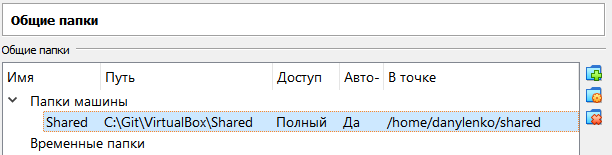 Общие папки
Общие папки
Имя Путь Доступ Авто- В точке
Папки машины
Shared C:\Git\VirtualBox\Shared Полный Да /home/danylenko/shared
Временные папки